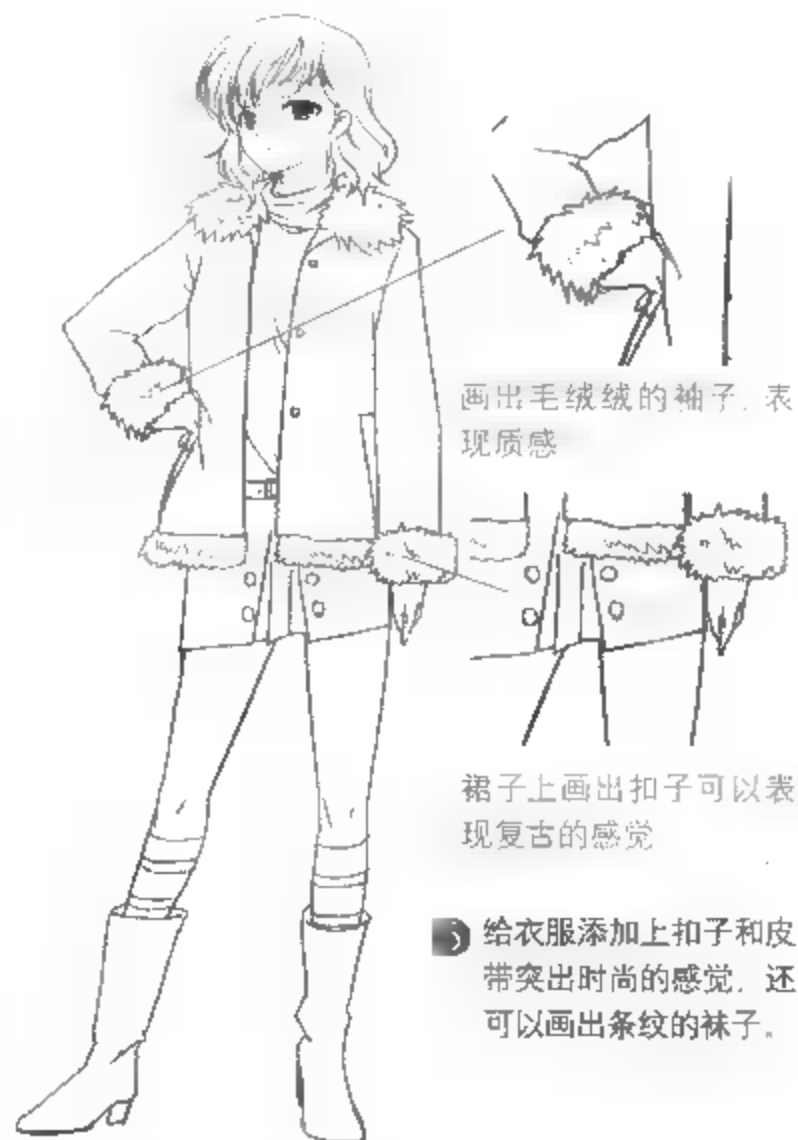 画出毛绒绒的袖子，表
现质感
裙子上画出扣子可以表
现复古的感觉
给衣服添加上扣子和皮
带突出时尚的感觉，还
可以画出条纹的袜子。